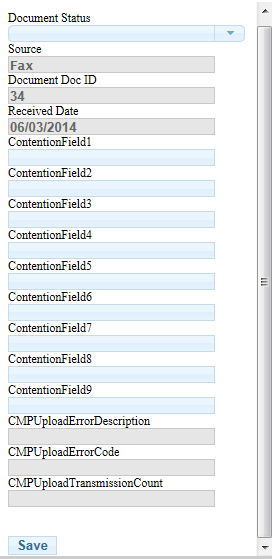 Document Status
Source
Fax
Document Doc ID
34
Received Date
06/03/2014
ContentionField1
ContentionField2
ContentionField3
ContentionField4
ContentionField5
ContentionField6
ContentionField7
ContentionField8
ContentionField9
CMPUploadErrorDescription
CMPUploadErrorCode
CMPUploadTransmissionCount
Save